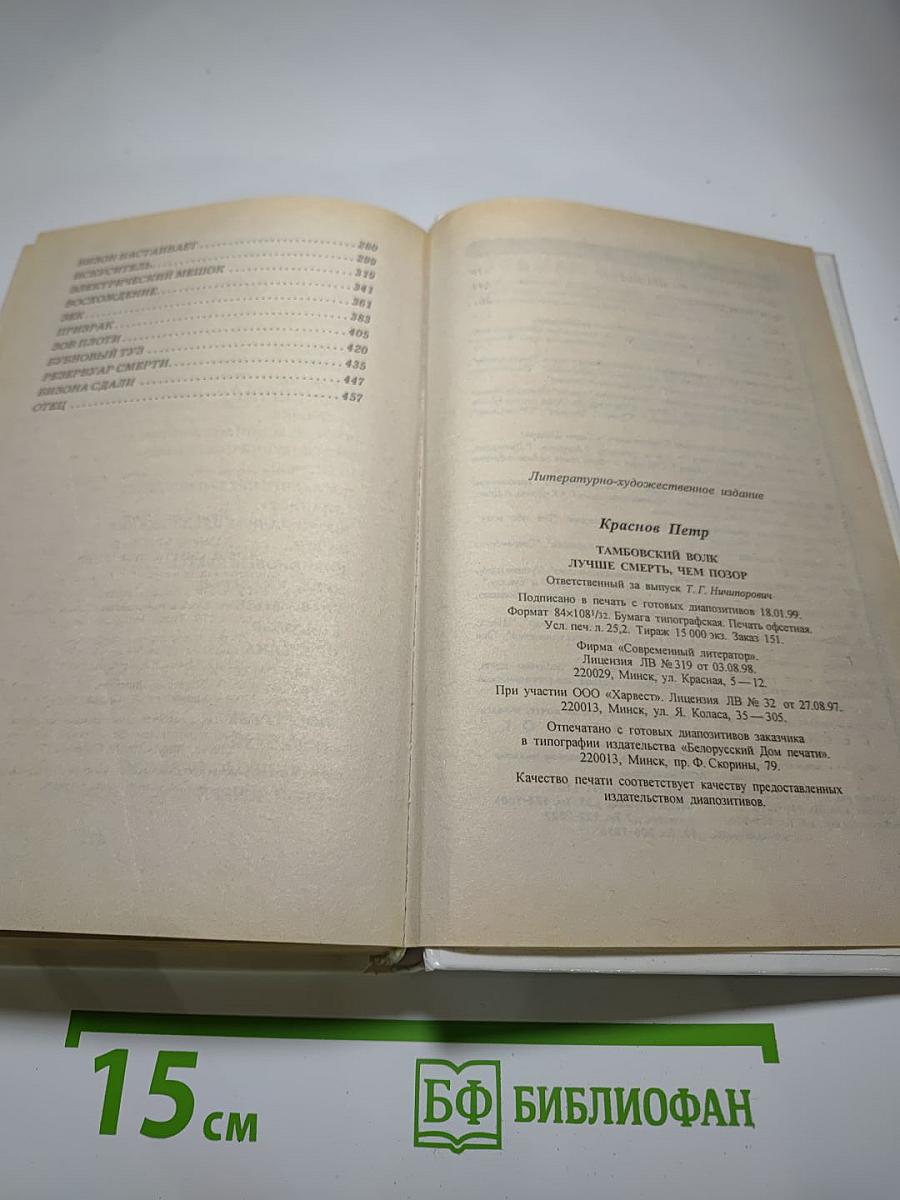 БИЗОН НАСТАИВАЕТ 280
ИСКУСИТЕЛЬ 299
ЭЛЕКТРИЧЕСКИЙ МЕШОК 319
ВОСХОЖДЕНИЕ 341
ЗЕК 361
ПРИЗРАК 383
ЗОВ ПЛОТИ 405
БУБНОВЫЙ ТУЗ 420
РЕЗЕРВУАР СМЕРТИ 435
БИЗОНА СДАЛИ 447
ОТЕЦ 457
Литературно-художественное издание
Краснов Петр
ТАМБОВСКИЙ ВОЛК
ЛУЧШЕ СМЕРТЬ, ЧЕМ ПОЗОР
Ответственный за выпуск Т. Г. Ничипорович
Подписано в печать с готовых диапозитивов 18.01.99.
Формат 84×108¹/₃₂. Бумага типографская. Печать офсетная.
Усл. печ. л. 25,2. Тираж 15 000 экз. Заказ 151.
Фирма «Современный литератор».
Лицензия ЛВ № 319 от 03.08.98.
220029, Минск, ул. Красная, 5—12.
При участии ООО «Харвест». Лицензия ЛВ № 32 от 27.08.97.
220013, Минск, ул. Я. Коласа, 35—305.
Отпечатано с готовых диапозитивов заказчика
в типографии издательства «Белорусский Дом печати».
220013, Минск, пр. Ф. Скорины, 79.
Качество печати соответствует качеству предоставленных
издательством диапозитивов.
15 см
БФ БИБЛИОФАН